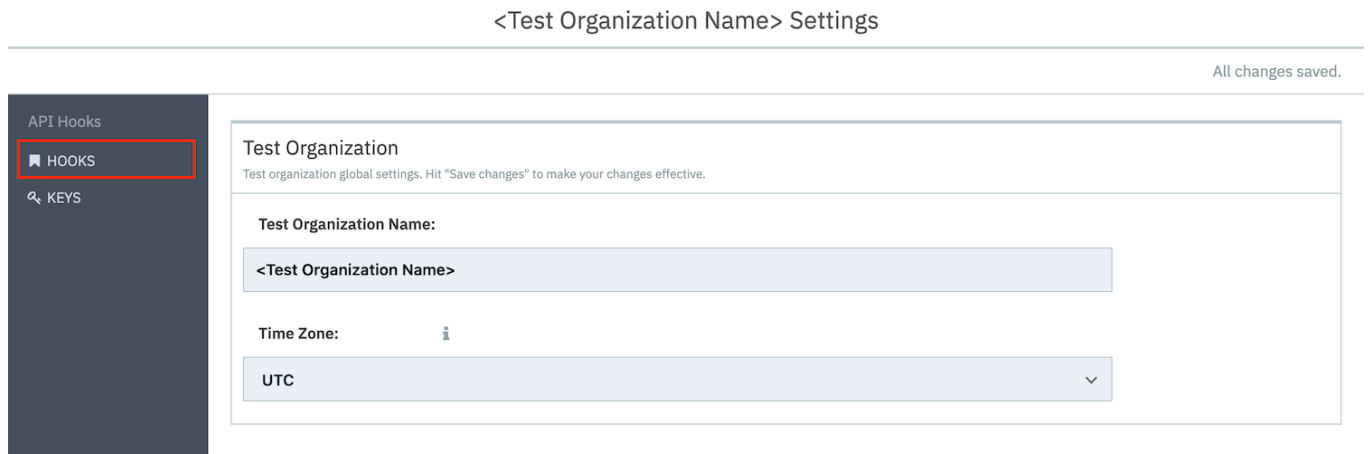 <Test Organization Name> Settings
All changes saved.
API Hooks
HOOKS
KEYS
Test Organization
Test organization global settings. Hit "Save changes" to make your changes effective.
Test Organization Name:
<Test Organization Name>
Time Zone:
UTC